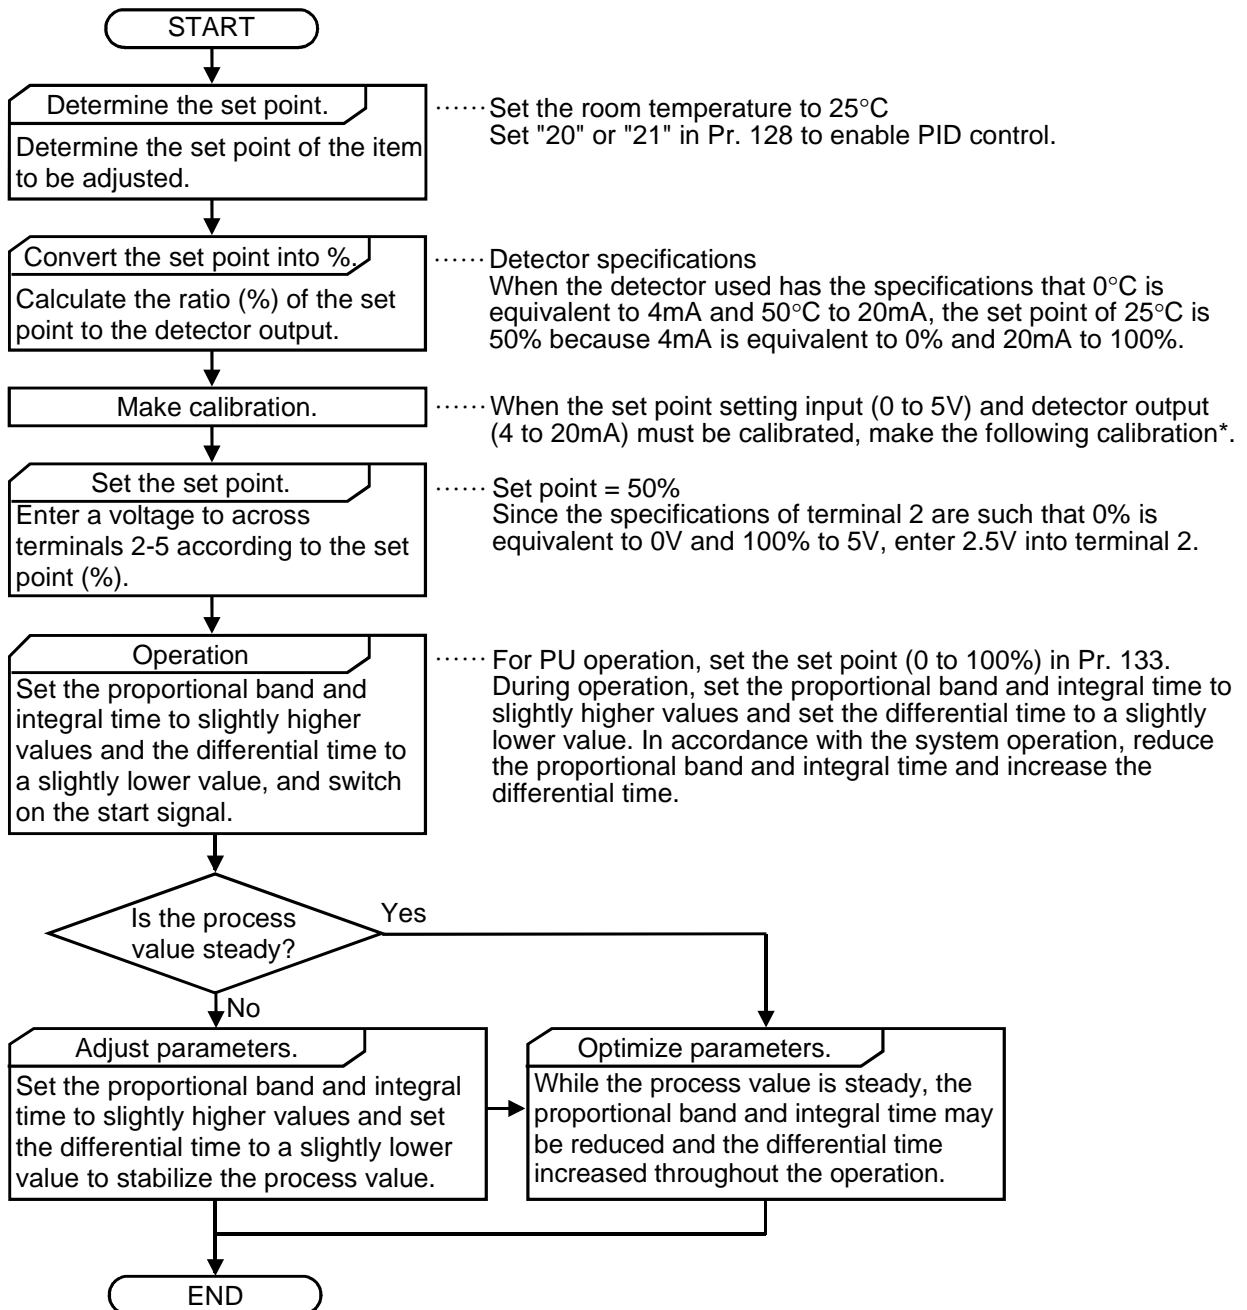 START
Determine the set point.
Determine the set point of the item
to be adjusted.
······ Set the room temperature to 25°C
Set "20" or "21" in Pr. 128 to enable PID control.
Convert the set point into %.
Calculate the ratio (%) of the set
point to the detector output.
······ Detector specifications
When the detector used has the specifications that 0°C is
equivalent to 4mA and 50°C to 20mA, the set point of 25°C is
50% because 4mA is equivalent to 0% and 20mA to 100%.
Make calibration.
······ When the set point setting input (0 to 5V) and detector output
(4 to 20mA) must be calibrated, make the following calibration*.
Set the set point.
Enter a voltage to across
terminals 2-5 according to the set
point (%).
······ Set point = 50%
Since the specifications of terminal 2 are such that 0% is
equivalent to 0V and 100% to 5V, enter 2.5V into terminal 2.
Operation
Set the proportional band and
integral time to slightly higher
values and the differential time to
a slightly lower value, and switch
on the start signal.
······ For PU operation, set the set point (0 to 100%) in Pr. 133.
During operation, set the proportional band and integral time to
slightly higher values and set the differential time to a slightly
lower value. In accordance with the system operation, reduce
the proportional band and integral time and increase the
differential time.
Is the process
value steady?
Yes
No
Adjust parameters.
Set the proportional band and integral
time to slightly higher values and set
the differential time to a slightly lower
value to stabilize the process value.
Optimize parameters.
While the process value is steady, the
proportional band and integral time may
be reduced and the differential time
increased throughout the operation.
END